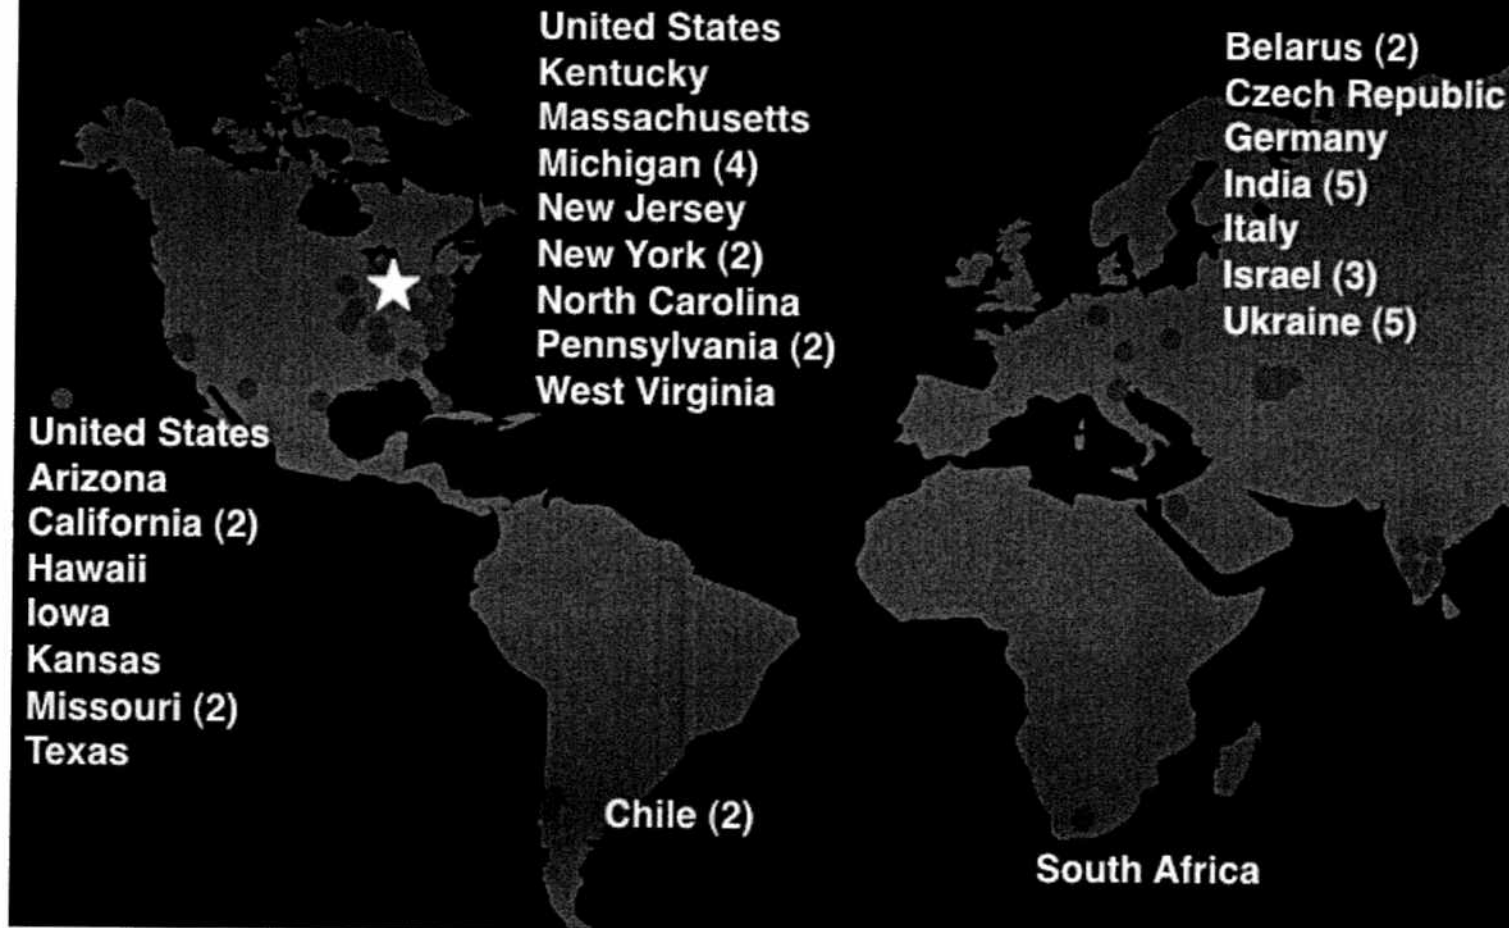 United States
Kentucky
Massachusetts
Michigan (4)
New Jersey
New York (2)
North Carolina
Pennsylvania (2)
West Virginia
Belarus (2)
Czech Republic
Germany
India (5)
Italy
Israel (3)
Ukraine (5)
United States
Arizona
California (2)
Hawaii
Iowa
Kansas
Missouri (2)
Texas
Chile (2)
South Africa